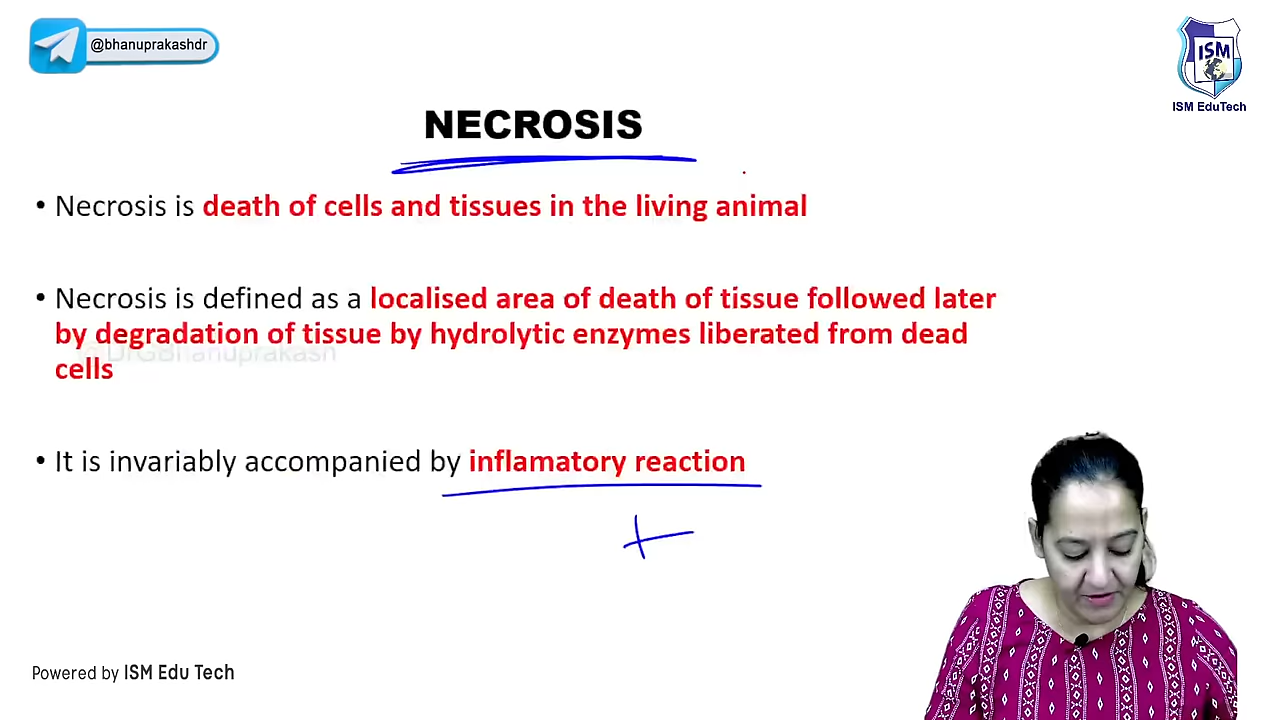 @bhanuprakashdr
ISM
ISM EduTech
NECROSIS
• Necrosis is death of cells and tissues in the living animal
• Necrosis is defined as a localised area of death of tissue followed later
by degradation of tissue by hydrolytic enzymes liberated from dead
DrGBhanuprakash
cells
• It is invariably accompanied by inflamatory reaction
+
Powered by ISM Edu Tech